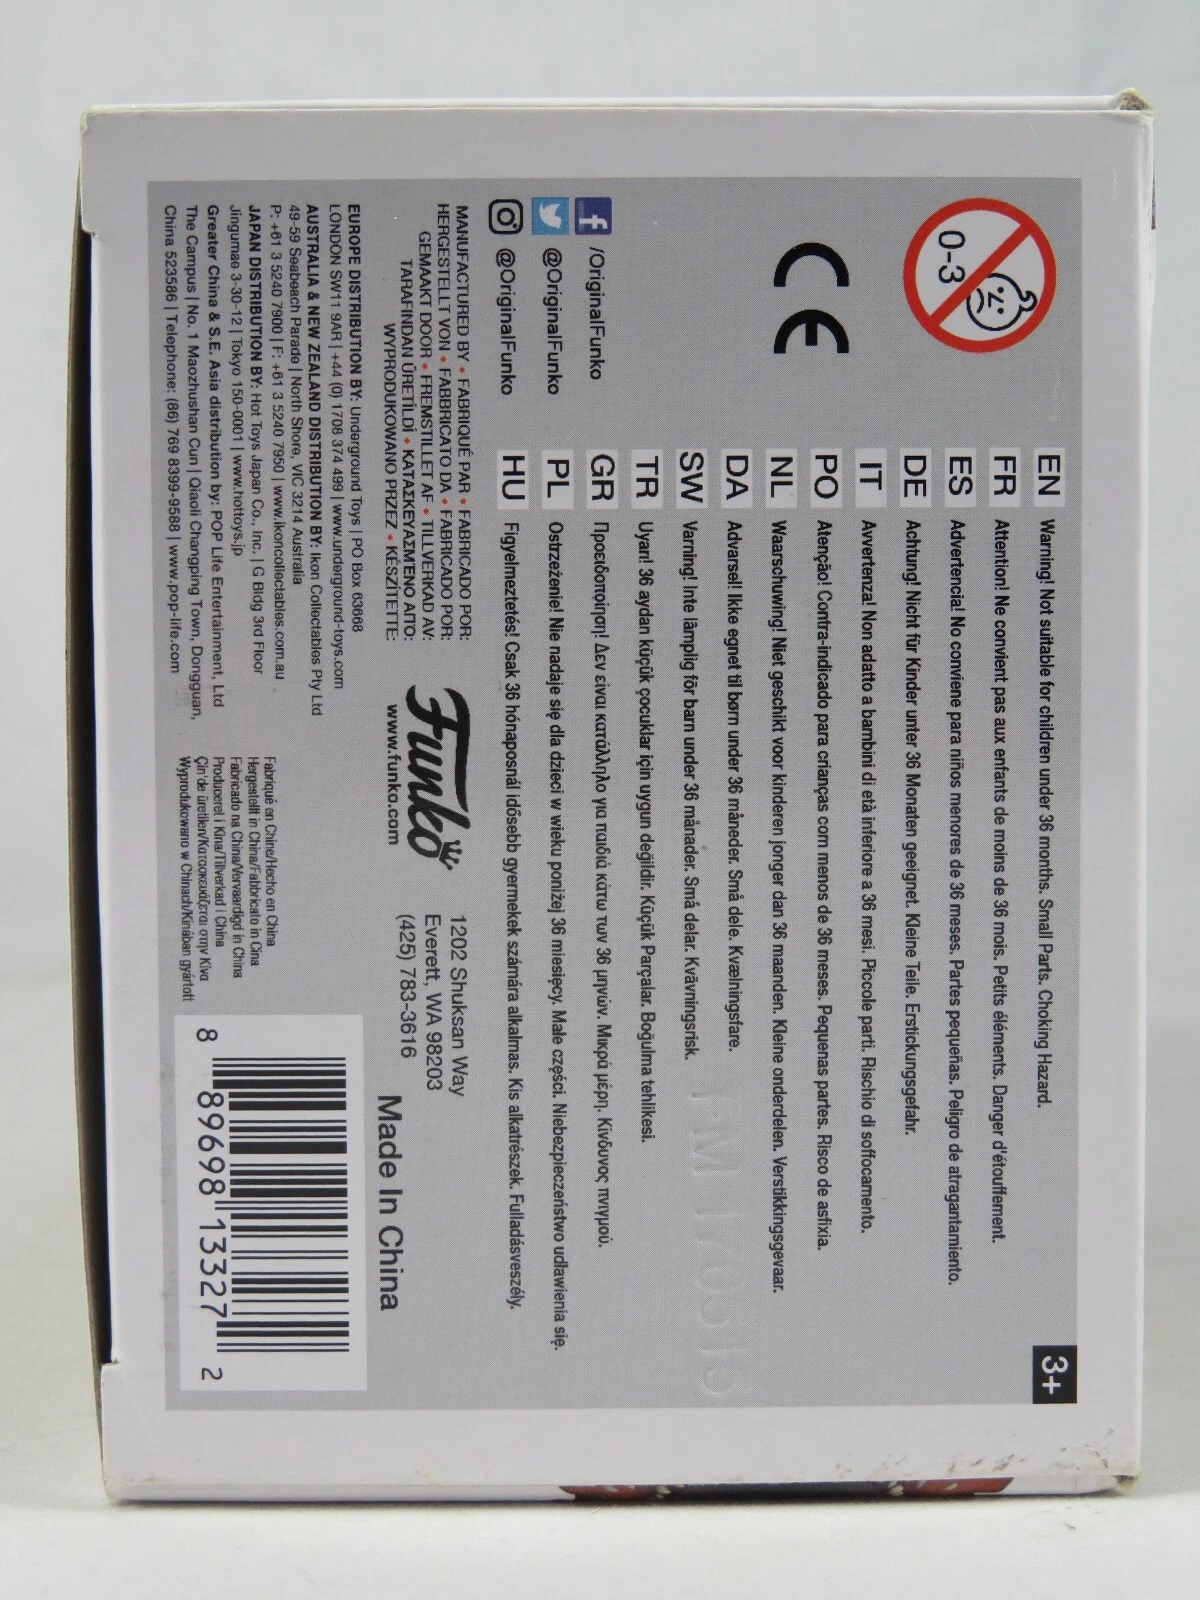 0-3
CE
/OriginalFunko
@OriginalFunko
@OriginalFunko
3+
EN Warning! Not suitable for children under 36 months. Small Parts. Choking Hazard.
FR Attention! Ne convient pas aux enfants de moins de 36 mois. Petits éléments. Danger d'étouffement.
ES Advertencia! No conviene para niños menores de 36 meses. Partes pequeñas. Peligro de atragantamiento.
DE Achtung! Nicht für Kinder unter 36 Monaten geeignet. Kleine Teile. Erstickungsgefahr.
IT Avvertenza! Non adatto a bambini di età inferiore a 36 mesi. Piccole parti. Rischio di soffocamento.
PO Atenção! Contra-indicado para crianças com menos de 36 meses. Pequenas partes. Risco de asfixia.
NL Waarschuwing! Niet geschikt voor kinderen jonger dan 36 maanden. Kleine onderdelen. Verstikkingsgevaar.
DA Advarsel! Ikke egnet til børn under 36 måneder. Små dele. Kvælningsfare.
SW Varning! Inte lämplig för barn under 36 månader. Små delar. Kvävningsrisk.
TR Uyarı! 36 aydan küçük çocuklar için uygun değildir. Küçük Parçalar. Boğulma tehlikesi.
GR Προειδοποίηση! Δεν είναι κατάλληλο για παιδιά κάτω των 36 μηνών. Μικρά μέρη. Κίνδυνος πνιγμού.
PL Ostrzeżenie! Nie nadaje się dla dzieci w wieku poniżej 36 miesięcy. Małe części. Niebezpieczeństwo udławienia się.
HU Figyelmeztetés! Csak 36 hónaposnál idősebb gyermekek számára alkalmas. Kis alkatrészek. Fulladásveszély.
MANUFACTURED BY • FABRIQUÉ PAR • FABRICADO POR:
HERGESTELLT VON • FABBRICATO DA • FABRICADO POR:
GEMAAKT DOOR • FREMSTILLET AF • TILLVERKAD AV:
TARAFINDAN ÜRETİLDİ • ΚΑΤΑΣΚΕΥΑΣΜΕΝΟ ΑΠΟ:
WYPRODUKOWANO PRZEZ • KÉSZÍTETTE:
Funko
www.funko.com
1202 Shuksan Way
Everett, WA 98203
(425) 783-3616
Made In China
EUROPE DISTRIBUTION BY: Underground Toys | PO Box 63668
LONDON SW11 9AR | +44 (0) 1708 374 499 | www.underground-toys.com
AUSTRALIA & NEW ZEALAND DISTRIBUTION BY: Ikon Collectables Pty Ltd
49-59 Seabeach Parade | North Shore, VIC 3214 Australia
P: +61 3 5240 7900 | F: +61 3 5240 7950 | www.ikoncollectables.com.au
JAPAN DISTRIBUTION BY: Hot Toys Japan Co., Inc. | G Bldg 3rd Floor
Jingumae 3-30-12 | Tokyo 150-0001 | www.hottoys.jp
Greater China & S.E. Asia distribution by: POP Life Entertainment, Ltd
The Campus | No. 1 Maozhushan Cun | Qiaoli Changping Town, Dongguan,
China 523586 | Telephone: (86) 769 8399-9588 | www.pop-life.com
Fabriqué en Chine/Hecho en China
Hergestellt in China/Fabbricato in Cina
Fabricado na China/Vervaardigd in China
Produceret i Kina/Tillverkad i China
Çin'de üretilen/Κατασκευάζεται στην Κίνα
Wyprodukowano w Chinach/Kínában gyártott
8 89698 13327 2